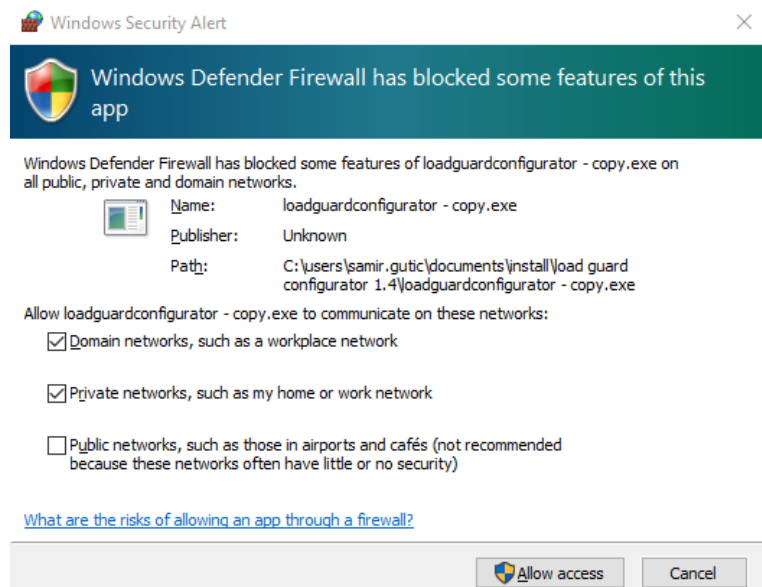 Windows Security Alert
Windows Defender Firewall has blocked some features of this
app
Windows Defender Firewall has blocked some features of loadguardconfigurator - copy.exe on
all public, private and domain networks.
Name: loadguardconfigurator - copy.exe
Publisher: Unknown
Path: C:\users\samir.gutic\documents\install\load guard
configurator 1.4\loadguardconfigurator - copy.exe
Allow loadguardconfigurator - copy.exe to communicate on these networks:
Domain networks, such as a workplace network
Private networks, such as my home or work network
Public networks, such as those in airports and cafés (not recommended
because these networks often have little or no security)
What are the risks of allowing an app through a firewall?
Allow access Cancel